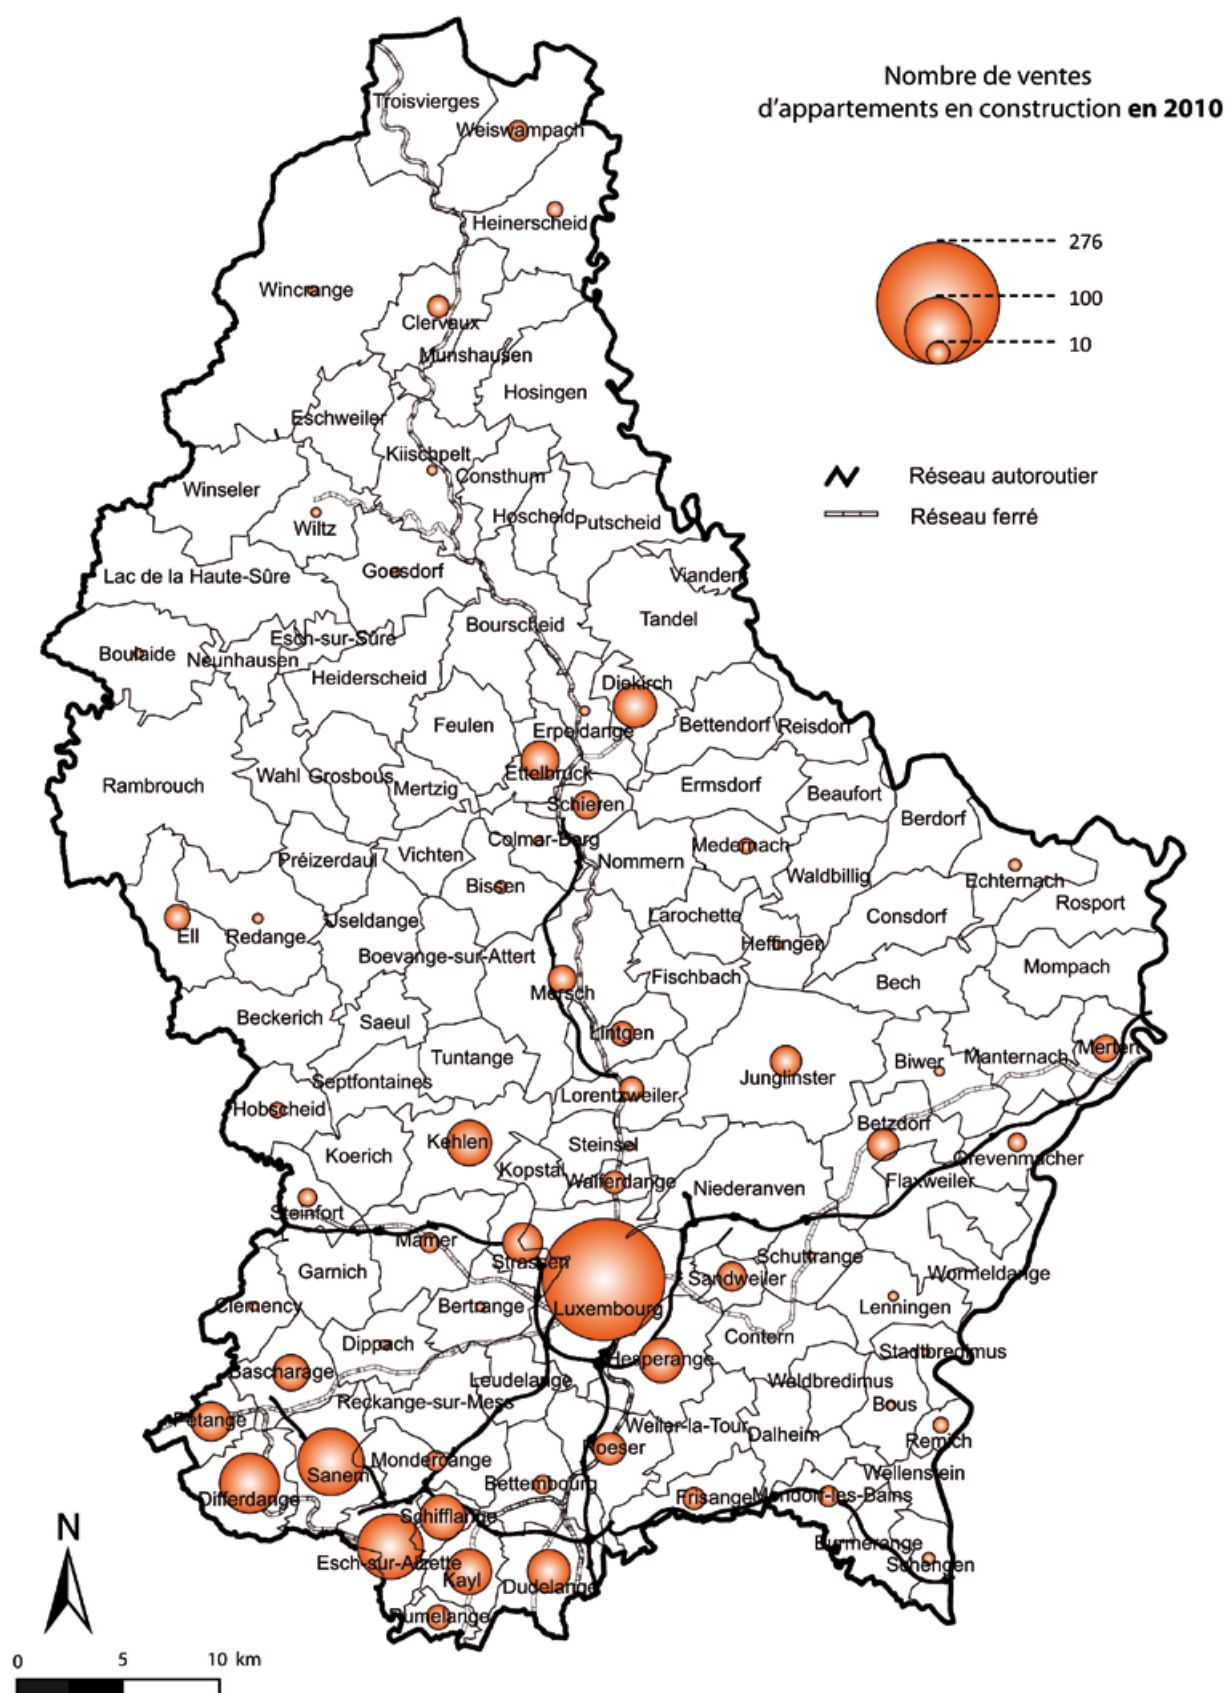 Nombre de ventes
d'appartements en construction en 2010
276
100
10
Réseau autoroutier
Réseau ferré
Troisvierges
Weiswampach
Heinerscheid
Wincrange
Clervaux
Munshausen
Hosingen
Eschweiler
Kiischpelt
Consthum
Winseler
Hoscheid
Putscheid
Wiltz
Goesdorf
Lac de la Haute-Sûre
Vianden
Tandel
Bourscheid
Esch-sur-Sûre
Boulaide
Neunhausen
Heiderscheid
Diekirch
Feulen
Erpeldange
Bettendorf
Reisdorf
Rambrouch
Wahl
Grosbous
Mertzig
Ettelbruck
Ermsdorf
Beaufort
Schieren
Berdorf
Colmar-Berg
Medernach
Préizerdaul
Vichten
Nommern
Waldbillig
Echternach
Bissen
Rosport
Useldange
Larochette
Consdorf
Ell
Redange
Heffingen
Boevange-sur-Attert
Fischbach
Mompach
Bech
Mersch
Beckerich
Saeul
Lintgen
Tuntange
Mertert
Manternach
Biwer
Junglinster
Septfontaines
Lorentzweiler
Hobscheid
Betzdorf
Kehlen
Steinsel
Koerich
Grevenmacher
Kopstal
Walferdange
Flaxweiler
Niederanven
Steinfort
Mamer
Strassen
Schuttrange
Garnich
Sandweiler
Wormeldange
Clemency
Bertrange
Luxembourg
Lenningen
Contern
Dippach
Stadtbredimus
Hesperange
Bascharage
Leudelange
Waldbredimus
Reckange-sur-Mess
Bous
Pétange
Weiler-la-Tour
Dalheim
Remich
Roeser
Mondercange
Sanem
Wellenstein
Bettembourg
Differdange
Frisange
Mondorf-les-Bains
Schifflange
Burmerange
Esch-sur-Alzette
Schengen
Kayl
Dudelange
Rumelange
N
0 5 10 km